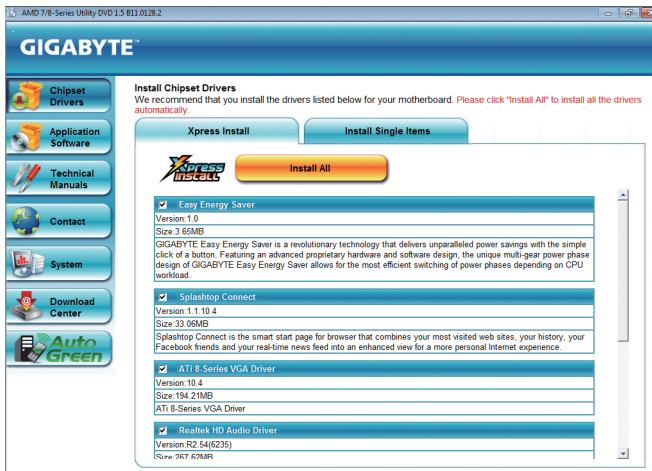 AMD 7/8-Series Utility DVD 1.5 B11.0128.2
GIGABYTE™
Chipset
Drivers
Application
Software
Technical
Manuals
Contact
System
Download
Center
Auto
Green
Install Chipset Drivers
We recommend that you install the drivers listed below for your motherboard. Please click "Install All" to install all the drivers
automatically.
Xpress Install
Install Single Items
Xpress
Install
Install All
Easy Energy Saver
Version:1.0
Size:3.65MB
GIGABYTE Easy Energy Saver is a revolutionary technology that delivers unparalleled power savings with the simple
click of a button. Featuring an advanced proprietary hardware and software design, the unique multi-gear power phase
design of GIGABYTE Easy Energy Saver allows for the most efficient switching of power phases depending on CPU
workload.
Splashtop Connect
Version:1.1.10.4
Size:33.06MB
Splashtop Connect is the smart start page for browser that combines your most visited web sites, your history, your
Facebook friends and your real-time news feed into an enhanced view for a more personal Internet experience.
ATi 8-Series VGA Driver
Version:10.4
Size:194.21MB
ATi 8-Series VGA Driver
Realtek HD Audio Driver
Version:R2.54(6235)
Size:267.62MB